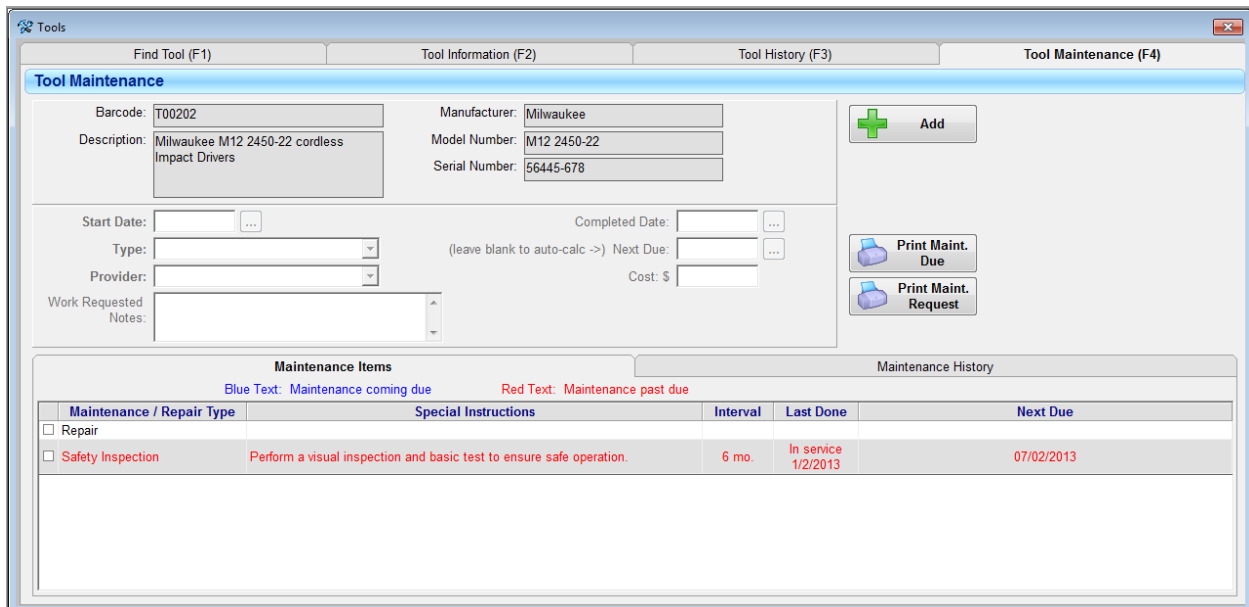 Tools
Find Tool (F1) Tool Information (F2) Tool History (F3) Tool Maintenance (F4)
Tool Maintenance
Barcode: T00202 Manufacturer: Milwaukee
Add
Description: Milwaukee M12 2450-22 cordless Model Number: M12 2450-22
Impact Drivers
Serial Number: 56445-678
Start Date: ... Completed Date: ...
Type: (leave blank to auto-calc ->) Next Due: ...
Print Maint.
Due
Provider: Cost: $
Print Maint.
Request
Work Requested
Notes:
Maintenance Items Maintenance History
Blue Text: Maintenance coming due Red Text: Maintenance past due
Maintenance / Repair Type Special Instructions Interval Last Done Next Due
Repair
Safety Inspection Perform a visual inspection and basic test to ensure safe operation. 6 mo. In service 07/02/2013
1/2/2013